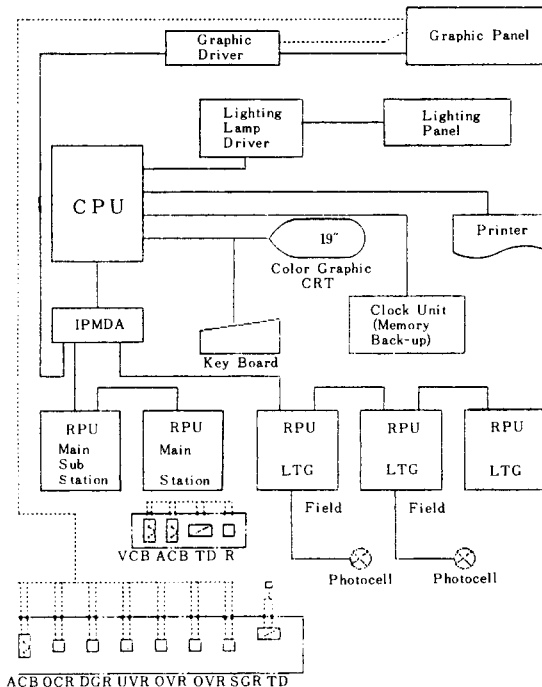 Graphic Panel
Graphic
Driver
Lighting
Lamp
Driver
Lighting
Panel
CPU
Printer
19"
Color Graphic
CRT
Clock Unit
(Memory
Back-up)
IPMDA
Key Board
RPU
Main
Sub
Station
RPU
Main
Station
RPU
LTG
RPU
LTG
RPU
LTG
Field
Field
VCB ACB TD R
Photocell
Photocell
ACB OCR DGR UVR OVR OVR SGR TD